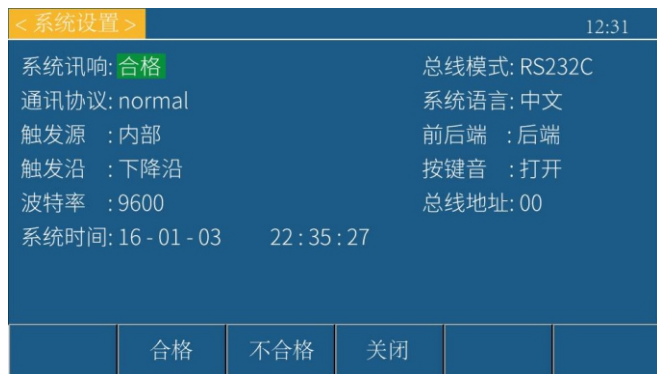 <系统设置> 12:31
系统讯响: 合格 总线模式: RS232C
通讯协议: normal 系统语言: 中文
触发源 : 内部 前后端 : 后端
触发沿 : 下降沿 按键音 : 打开
波特率 : 9600 总线地址: 00
系统时间: 16 - 01 - 03 22 : 35 : 27
合格 不合格 关闭